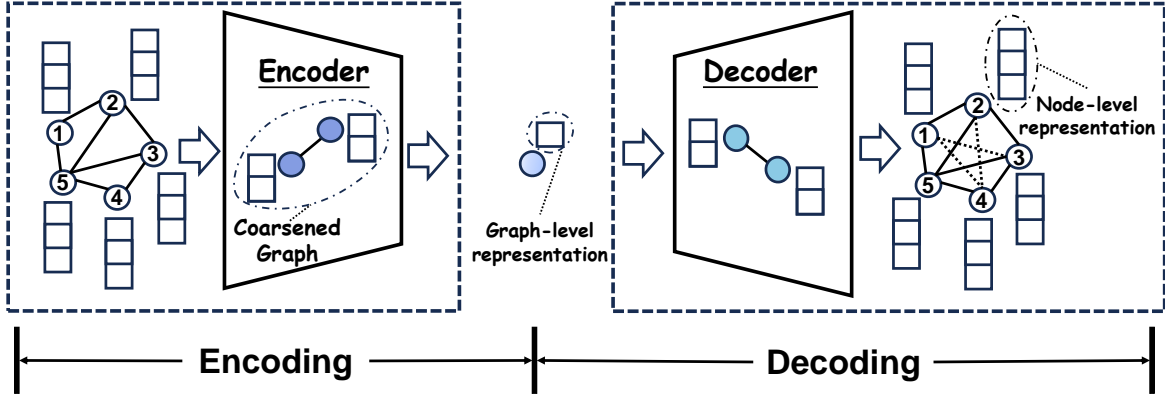 Encoder
Decoder
1
2
3
4
5
Coarsened
Graph
Graph-level
representation
1
2
3
4
5
Node-level
representation
Encoding
Decoding